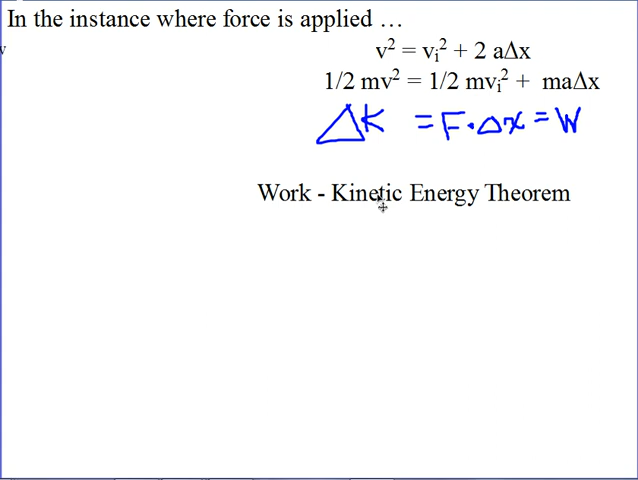 In the instance where force is applied …
v² = vᵢ² + 2 aΔx
1/2 mv² = 1/2 mvᵢ² + maΔx
ΔK = F · Δx = W
Work - Kinetic Energy Theorem